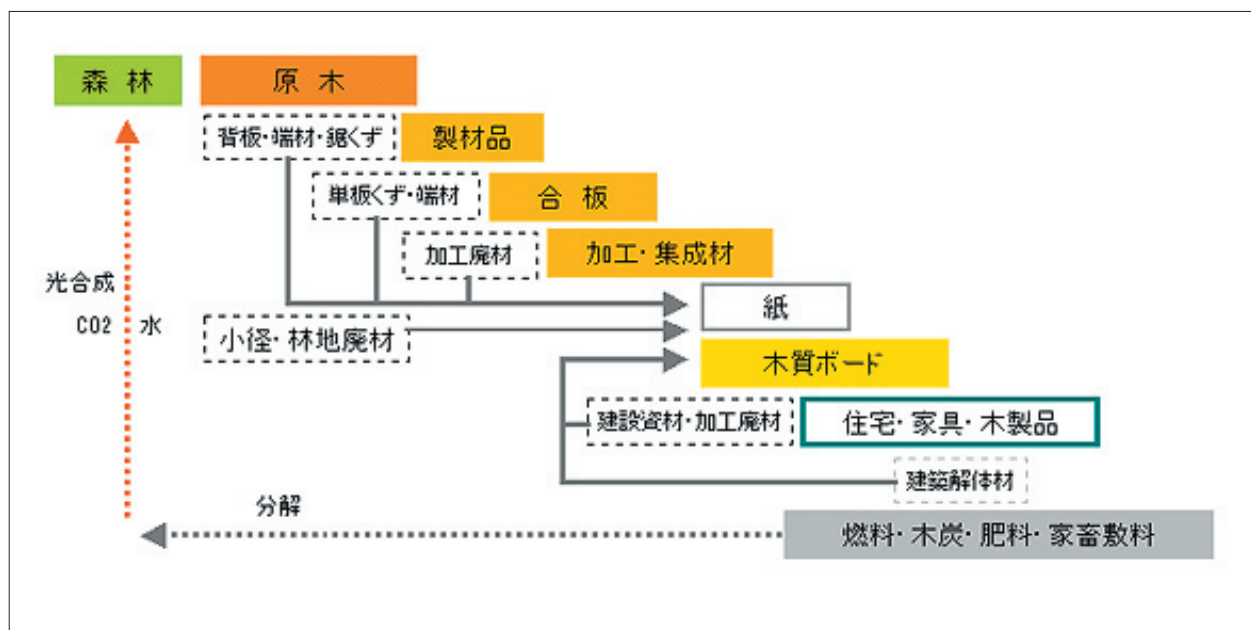 森林
原木
背板・端材・鋸くず
製材品
単板くず・端材
合板
加工廃材
加工・集成材
光合成
紙
CO2
水
小径・林地廃材
木質ボード
建設資材・加工廃材
住宅・家具・木製品
建築解体材
分解
燃料・木炭・肥料・家畜敷料